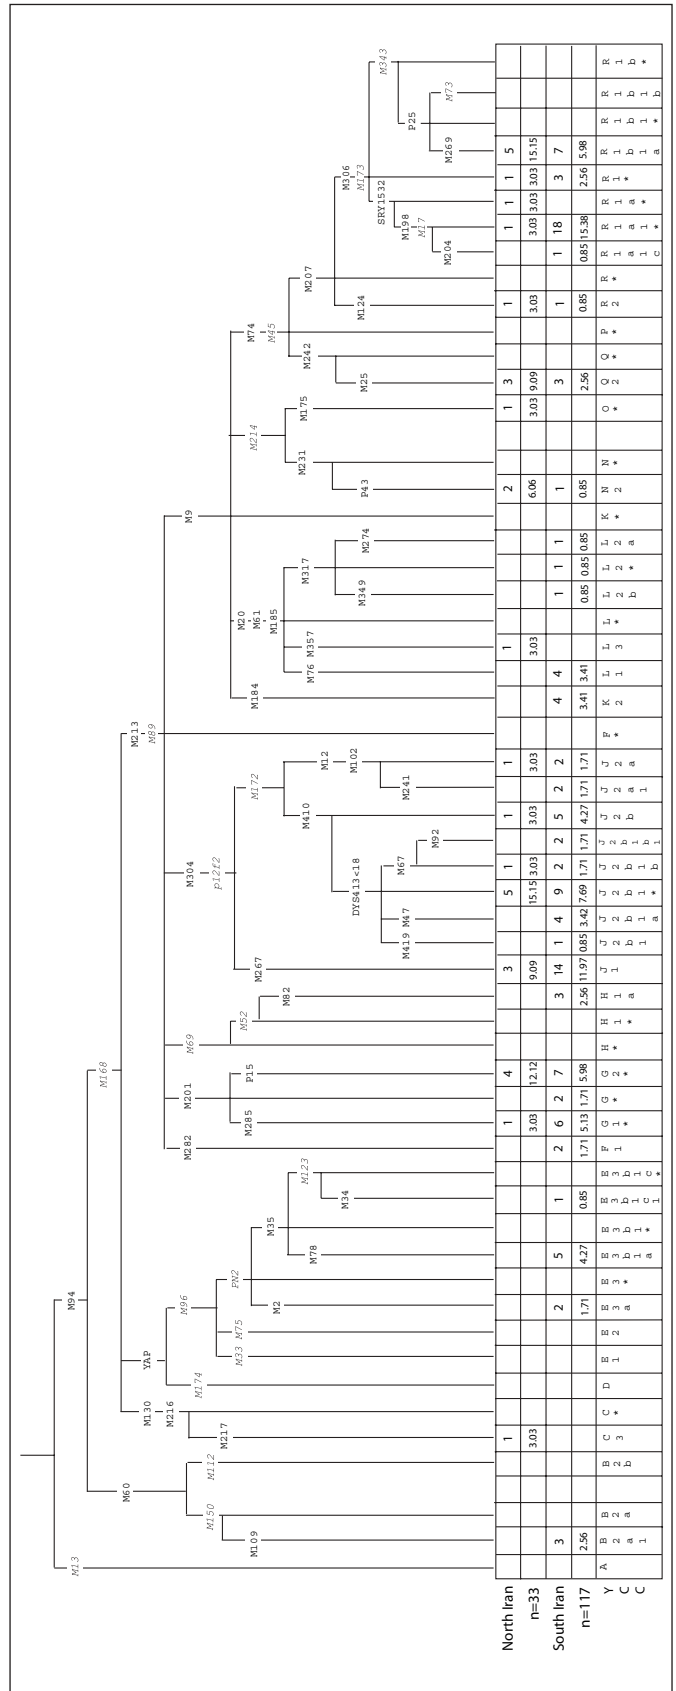 M13
M94
M168
M60 M213
M130 YAP M89
M216 M96 M201 M69 M304 M9
M282
M150 M112 M174 M217 M33 M75 PN2 p12f2
M285 P15 M52 M267 M172 M184 M20 M214 M74
M109 M2 M35 M82 M61 M45
M78 M123 M410 M12 M185 M231 M175 M242 M207
M34 M102 M76 M357 M317
DYS413<18 M241 M349 M274 P43 M25 M124 M306
M173
M419 M47 M67 SRY1532 M343
M92 M198 P25
M17
M204 M269 M73
North Iran 1 1 4 3 5 1 1 1 1 2 1 3 1 1 1 1 5
n=33 3.03 3.03 12.12 9.09 15.15 3.03 3.03 3.03 3.03 6.06 3.03 9.09 3.03 3.03 3.03 3.03 15.15
South Iran 3 2 5 1 2 6 2 7 3 14 1 4 9 2 2 5 2 2 4 4 1 1 1 1 3 1 1 18 3 7
n=117 2.56 1.71 4.27 0.85 1.71 5.13 1.71 5.98 2.56 11.97 0.85 3.42 7.69 1.71 1.71 4.27 1.71 1.71 3.41 3.41 0.85 0.85 0.85 0.85 2.56 0.85 0.85 15.38 2.56 5.98
YCC A B2a1 B2a B2b C3 C* D E1 E2 E3a E3* E3b1a E3b1* E3b1c1 E3b1c* F1 G1* G* G2* H* H1* H1a J1 J2b1 J2b1a J2b1* J2b1b J2b1b1 J2b J2a1 J2a F* K2 L1 L3 L* L2b L2* L2a K* N2 N* O* Q2 Q* P* R2 R* R1a1c R1a1* R1a* R1* R1b1a R1b1* R1b1b R1b*